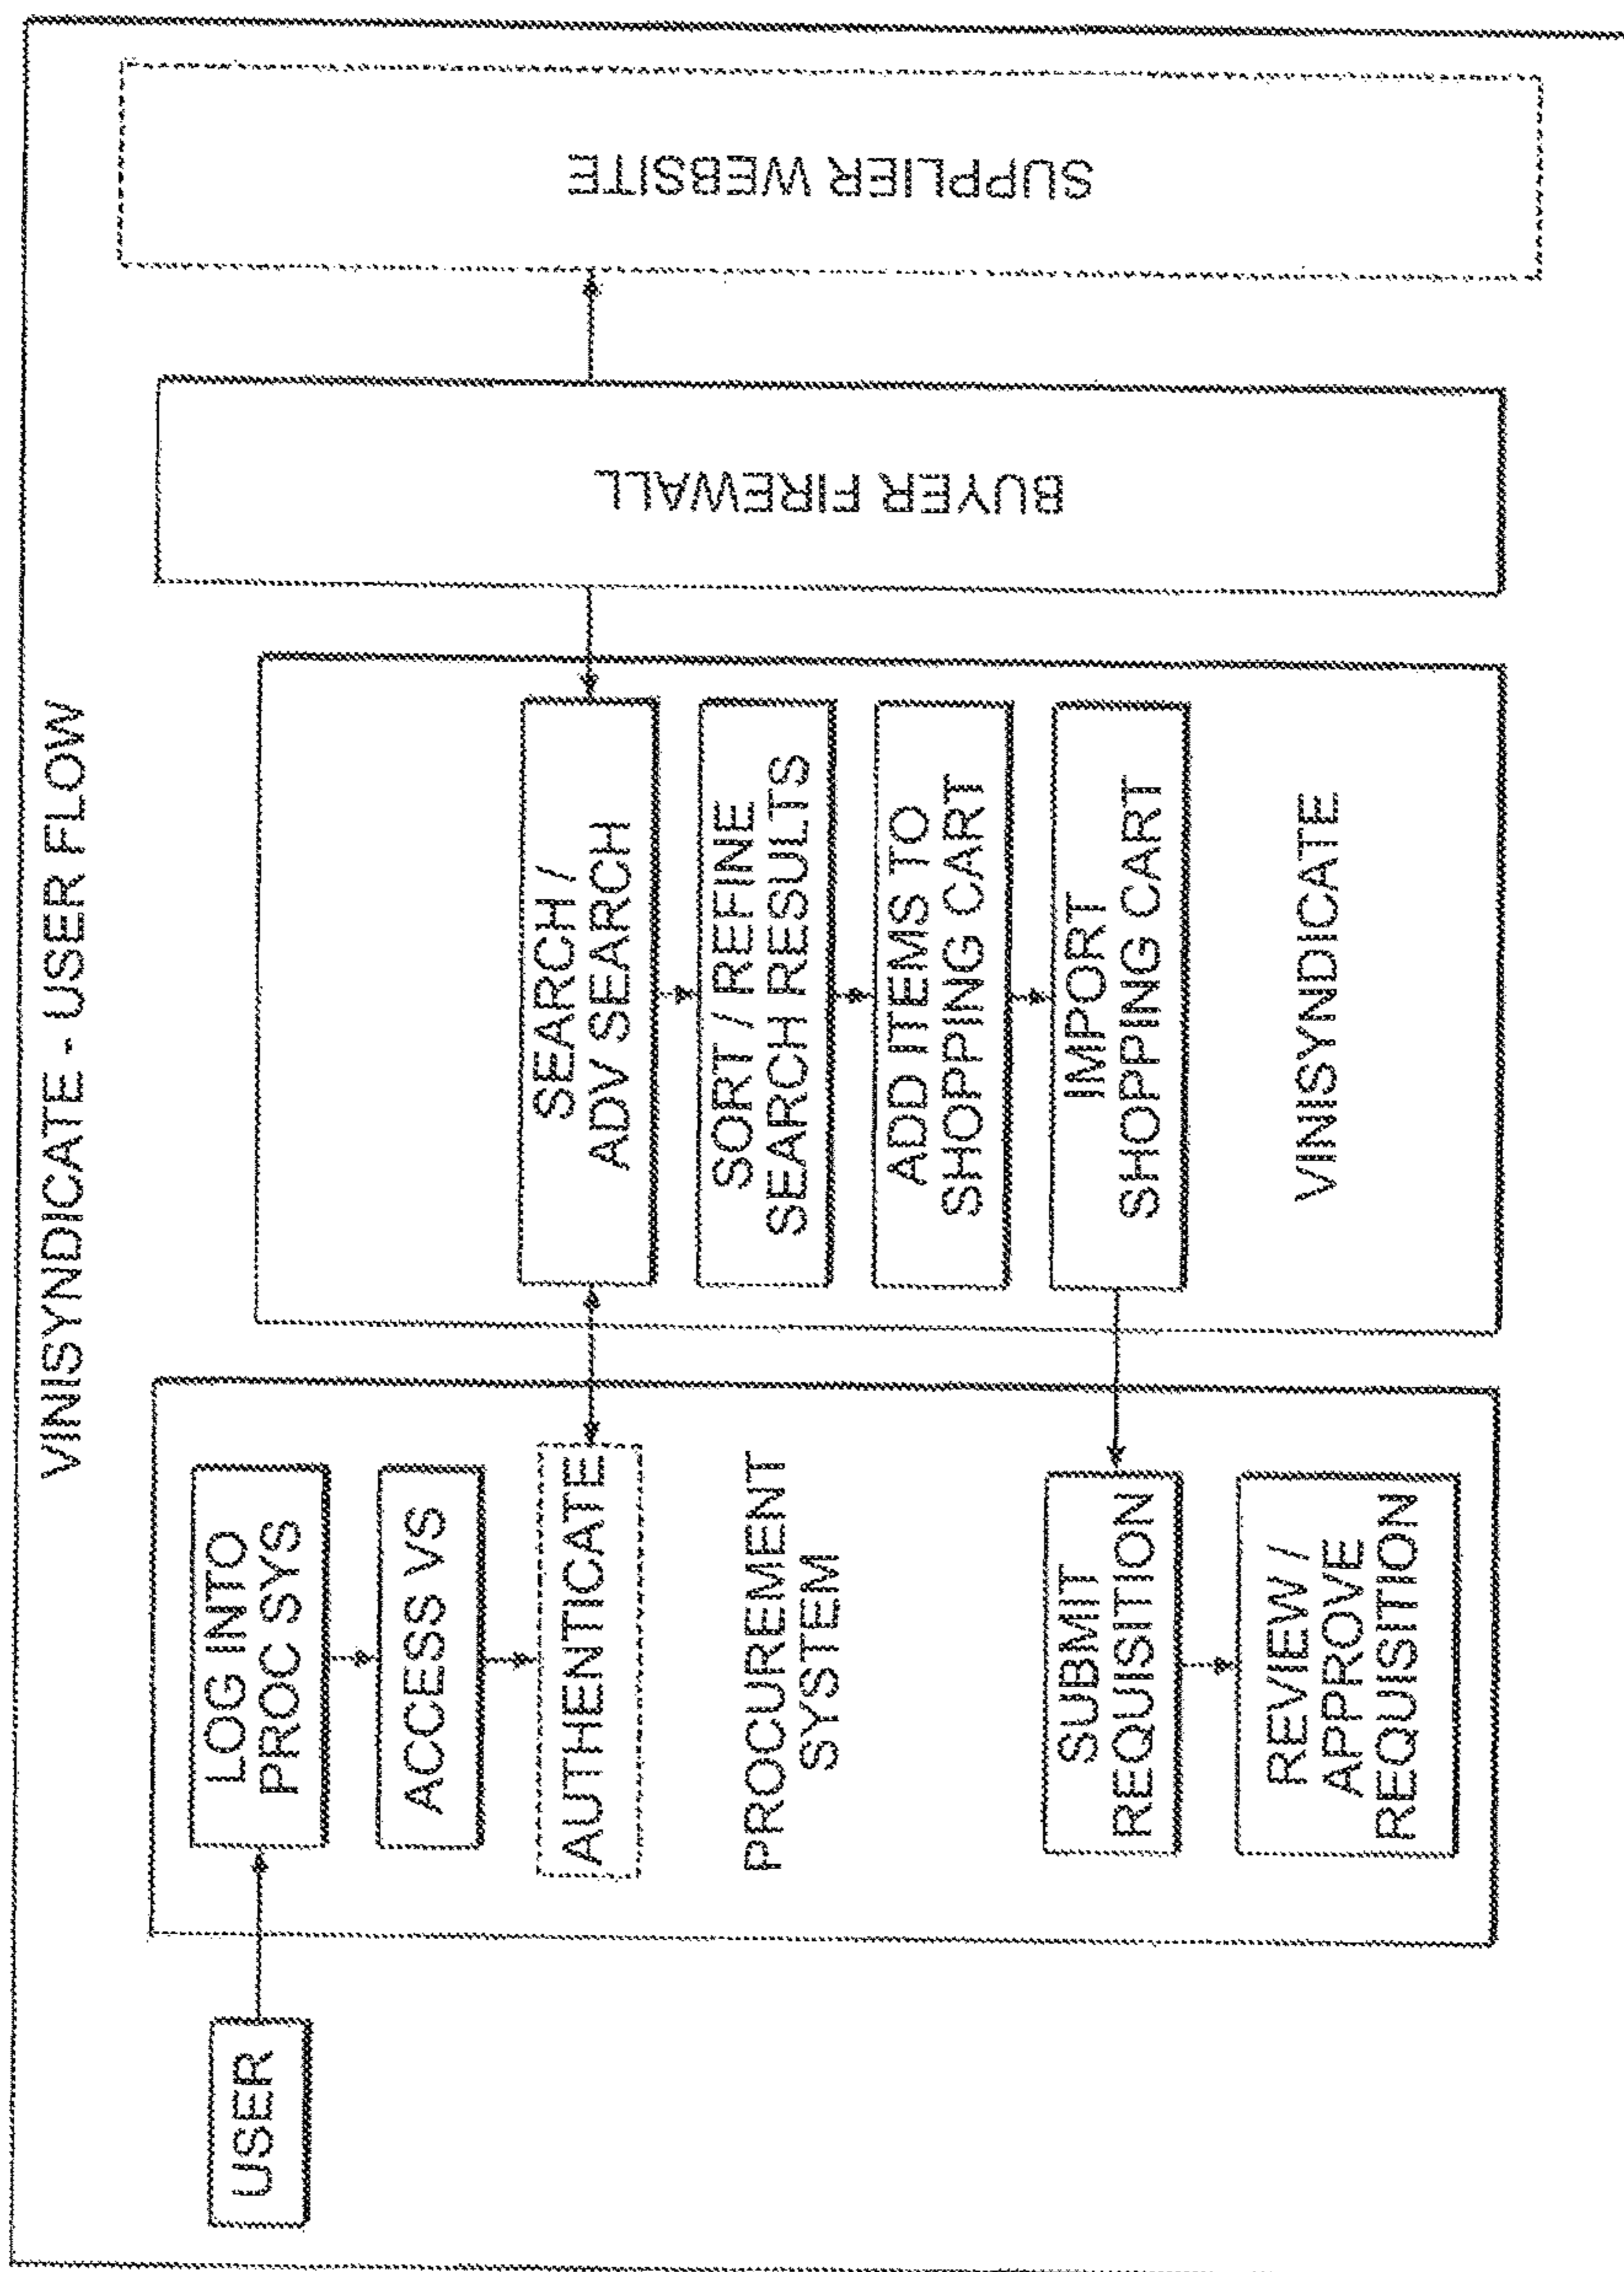 VINISYNDICATE - USER FLOW
USER
LOG INTO
PROC SYS
ACCESS VS
AUTHENTICATE
PROCUREMENT
SYSTEM
SUBMIT
REQUISITION
REVIEW /
APPROVE
REQUISITION
SEARCH /
ADV SEARCH
SORT / REFINE
SEARCH RESULTS
ADD ITEMS TO
SHOPPING CART
IMPORT
SHOPPING CART
VINISYNDICATE
BUYER FIREWALL
SUPPLIER WEBSITE